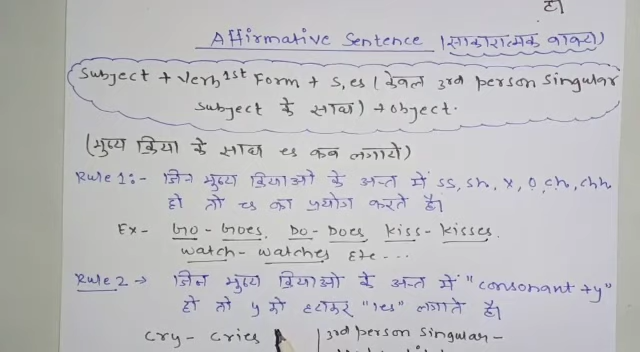 है।
Affirmative Sentence (साकारात्मक वाक्य)
Subject + Verb 1st Form + s, es (केवल 3rd person singular
subject के साथ) + object.
(मुख्य क्रिया के साथ es कब लगाये)
Rule 1:- जिन मुख्य क्रियाओ के अन्त में ss, sh, x, o, ch, chh
हो तो es का प्रयोग करते है।
Ex- Go - Goes, Do - Does, kiss - kisses,
watch - watches Etc...
Rule 2 → जिन मुख्य क्रियाओ के अन्त में "consonant + y"
हो तो y को हटाकर "ies" लगाते है।
cry - cries | 3rd person singular -